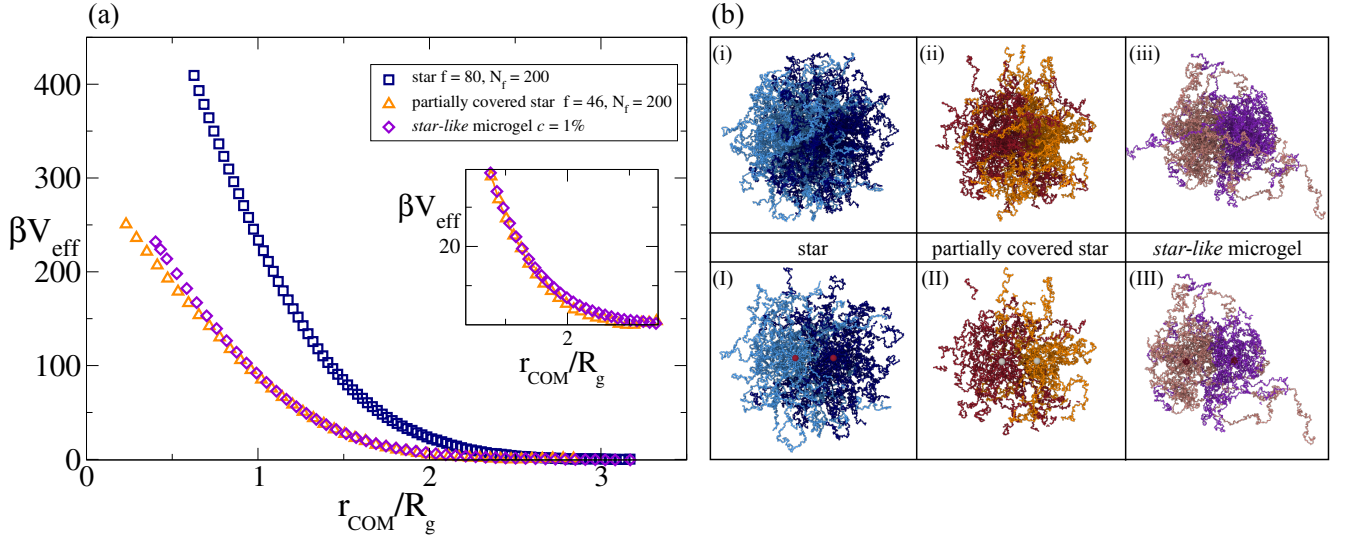 (a)
βV_eff
400
300
200
100
0
0
1
2
3
r_COM/R_g
star f = 80, N_f = 200
partially covered star f = 46, N_f = 200
star-like microgel c = 1%
βV_eff
20
2
r_COM/R_g
(b)
(i)
(ii)
(iii)
star
partially covered star
star-like microgel
(I)
(II)
(III)